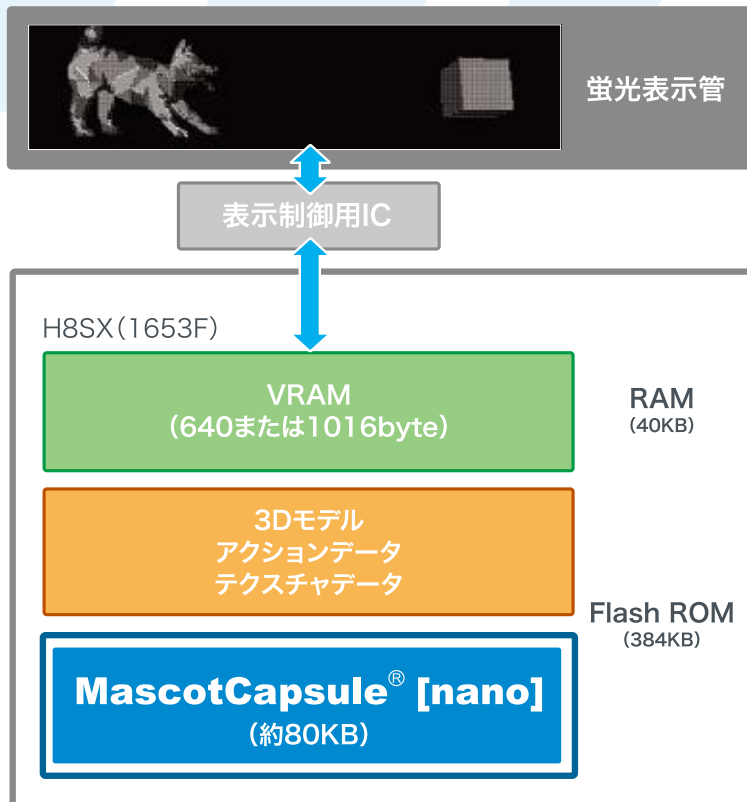 蛍光表示管
表示制御用IC
H8SX(1653F)
VRAM
(640または1016byte)
RAM
(40KB)
3Dモデル
アクションデータ
テクスチャデータ
Flash ROM
(384KB)
MascotCapsule® [nano]
(約80KB)